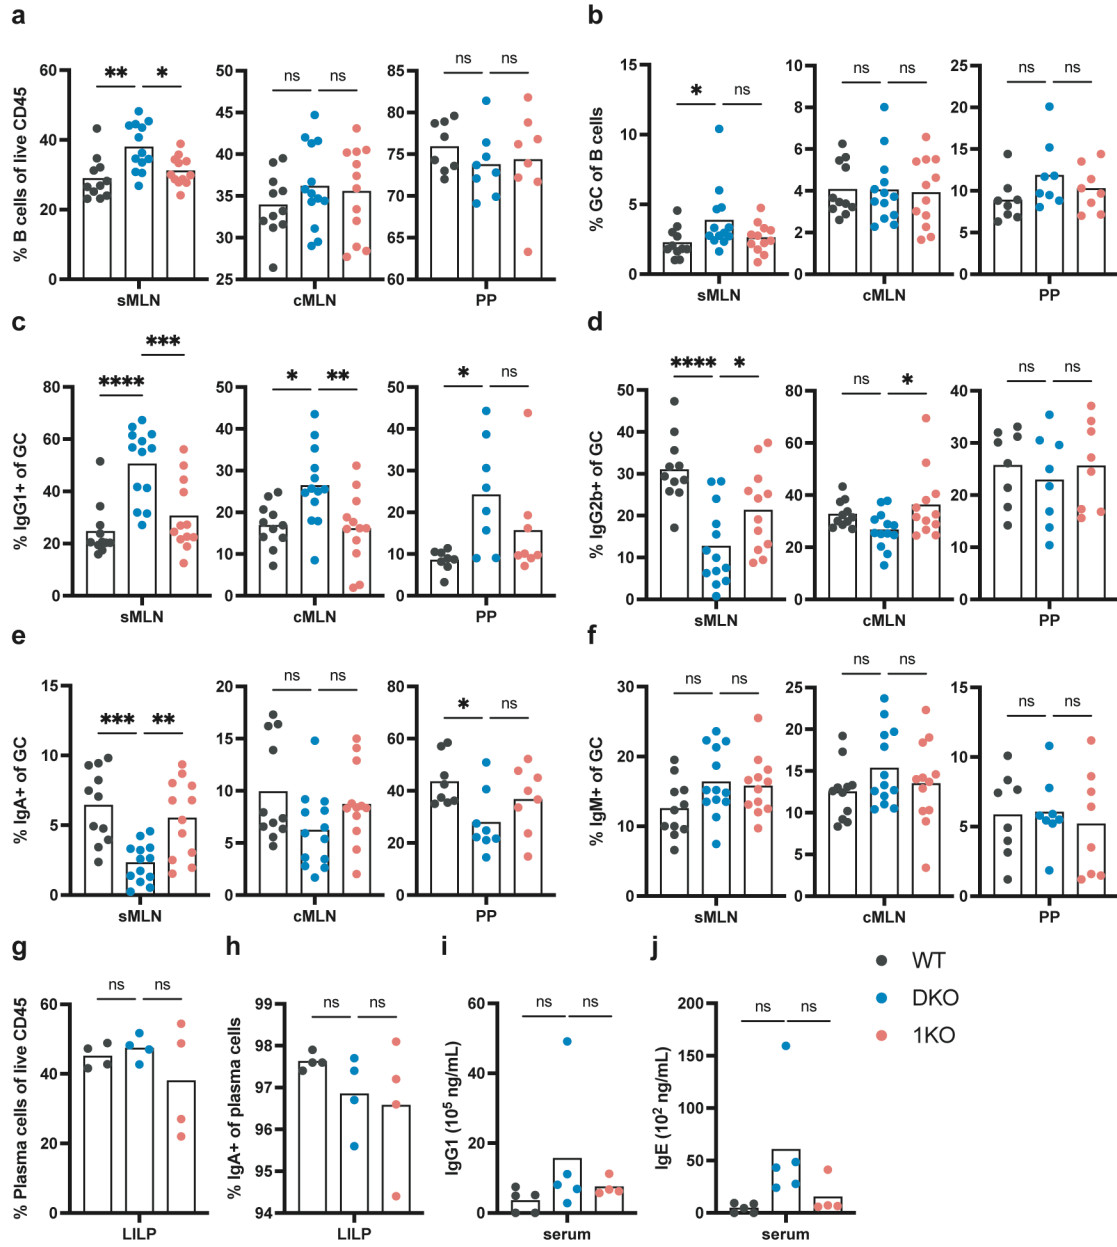 a
** *
ns ns
ns ns
% B cells of live CD45
60
40
20
0
sMLN
50
45
40
35
30
25
cMLN
85
80
75
70
65
60
PP
b
* ns
ns ns
ns ns
% GC of B cells
15
10
5
0
sMLN
10
8
6
4
2
0
cMLN
25
20
15
10
5
0
PP
c
***
****
* **
* ns
% IgG1+ of GC
80
60
40
20
0
sMLN
50
40
30
20
10
0
cMLN
50
40
30
20
10
0
PP
d
**** *
ns *
ns ns
% IgG2b+ of GC
50
40
30
20
10
0
sMLN
80
60
40
20
0
cMLN
40
30
20
10
0
PP
e
*** **
ns ns
* ns
% IgA+ of GC
15
10
5
0
sMLN
20
15
10
5
0
cMLN
80
60
40
20
0
PP
f
ns ns
ns ns
ns ns
% IgM+ of GC
30
20
10
0
sMLN
25
20
15
10
5
0
cMLN
15
10
5
0
PP
g
ns ns
% Plasma cells of live CD45
60
40
20
0
LILP
h
ns ns
% IgA+ of plasma cells
99
98
97
96
95
94
LILP
i
ns ns
IgG1 (10⁵ ng/mL)
60
40
20
0
serum
j
ns ns
IgE (10² ng/mL)
200
150
100
50
0
serum
WT
DKO
1KO